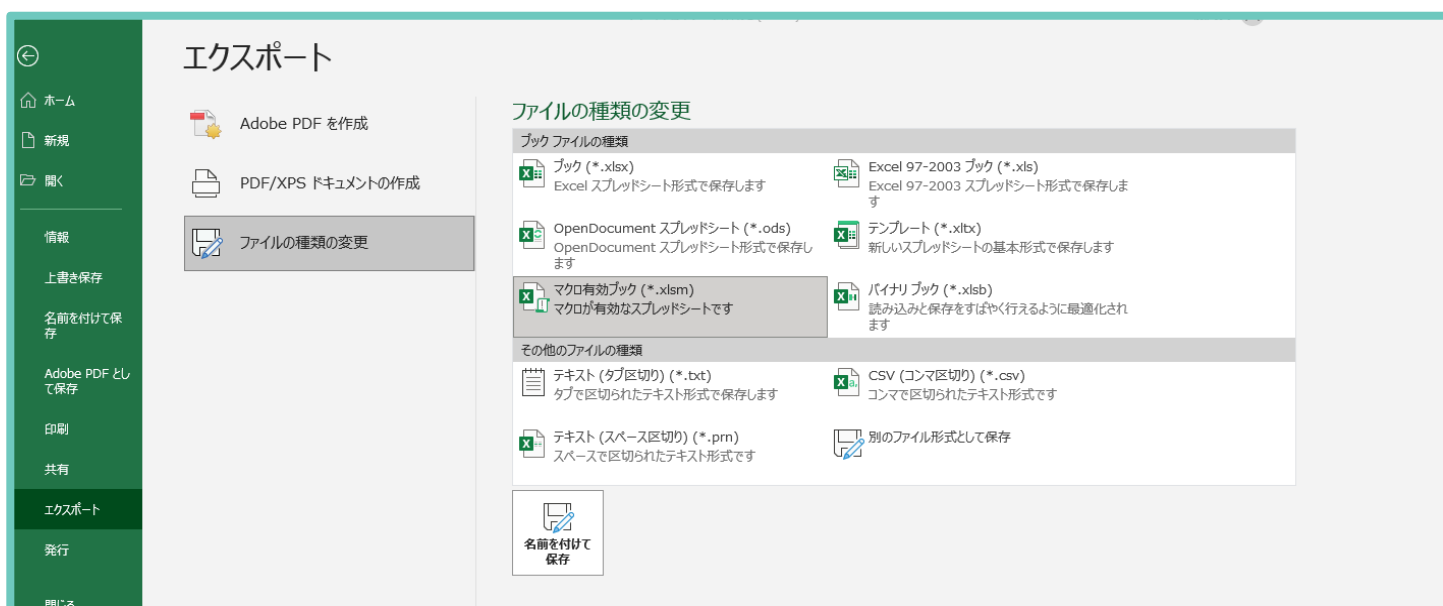 エクスポート
ホーム
新規
開く
情報
上書き保存
名前を付けて保
存
Adobe PDF とし
て保存
印刷
共有
エクスポート
発行
閉じる
Adobe PDF を作成
PDF/XPS ドキュメントの作成
ファイルの種類の変更
ファイルの種類の変更
ブック ファイルの種類
ブック (*.xlsx)
Excel スプレッドシート形式で保存します
Excel 97-2003 ブック (*.xls)
Excel 97-2003 スプレッドシート形式で保存しま
す
OpenDocument スプレッドシート (*.ods)
OpenDocument スプレッドシート形式で保存し
ます
テンプレート (*.xltx)
新しいスプレッドシートの基本形式で保存します
マクロ有効ブック (*.xlsm)
マクロが有効なスプレッドシートです
バイナリ ブック (*.xlsb)
読み込みと保存をすばやく行えるように最適化され
ます
その他のファイルの種類
テキスト (タブ区切り) (*.txt)
タブで区切られたテキスト形式で保存します
CSV (コンマ区切り) (*.csv)
コンマで区切られたテキスト形式です
テキスト (スペース区切り) (*.prn)
スペースで区切られたテキスト形式です
別のファイル形式として保存
名前を付けて
保存